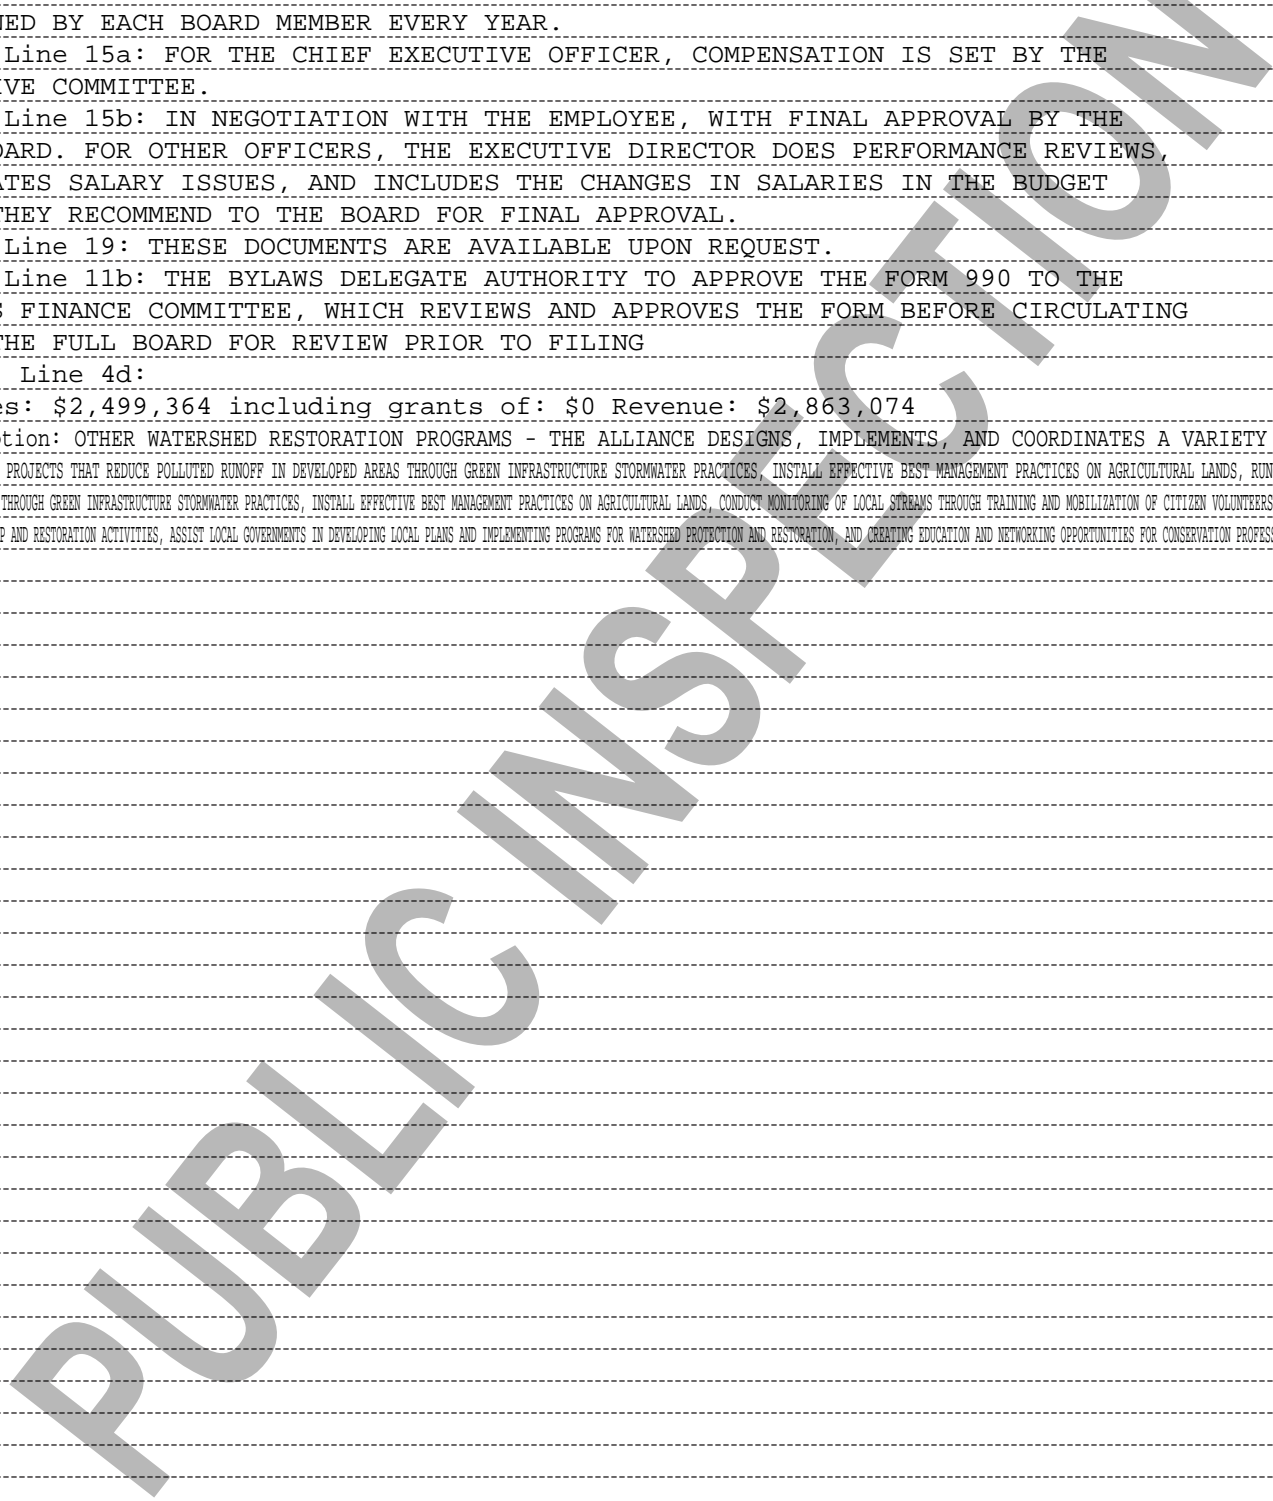 NED BY EACH BOARD MEMBER EVERY YEAR.
Line 15a: FOR THE CHIEF EXECUTIVE OFFICER, COMPENSATION IS SET BY THE
IVE COMMITTEE.
Line 15b: IN NEGOTIATION WITH THE EMPLOYEE, WITH FINAL APPROVAL BY THE
OARD. FOR OTHER OFFICERS, THE EXECUTIVE DIRECTOR DOES PERFORMANCE REVIEWS,
ATES SALARY ISSUES, AND INCLUDES THE CHANGES IN SALARIES IN THE BUDGET
THEY RECOMMEND TO THE BOARD FOR FINAL APPROVAL.
Line 19: THESE DOCUMENTS ARE AVAILABLE UPON REQUEST.
Line 11b: THE BYLAWS DELEGATE AUTHORITY TO APPROVE THE FORM 990 TO THE
S FINANCE COMMITTEE, WHICH REVIEWS AND APPROVES THE FORM BEFORE CIRCULATING
THE FULL BOARD FOR REVIEW PRIOR TO FILING
Line 4d:
es: $2,499,364 including grants of: $0 Revenue: $2,863,074
ption: OTHER WATERSHED RESTORATION PROGRAMS - THE ALLIANCE DESIGNS, IMPLEMENTS, AND COORDINATES A VARIETY
PROJECTS THAT REDUCE POLLUTED RUNOFF IN DEVELOPED AREAS THROUGH GREEN INFRASTRUCTURE STORMWATER PRACTICES, INSTALL EFFECTIVE BEST MANAGEMENT PRACTICES ON AGRICULTURAL LANDS, RUN
THROUGH GREEN INFRASTRUCTURE STORMWATER PRACTICES, INSTALL EFFECTIVE BEST MANAGEMENT PRACTICES ON AGRICULTURAL LANDS, CONDUCT MONITORING OF LOCAL STREAMS THROUGH TRAINING AND MOBILIZATION OF CITIZEN VOLUNTEERS
P AND RESTORATION ACTIVITIES, ASSIST LOCAL GOVERNMENTS IN DEVELOPING LOCAL PLANS AND IMPLEMENTING PROGRAMS FOR WATERSHED PROTECTION AND RESTORATION, AND CREATING EDUCATION AND NETWORKING OPPORTUNITIES FOR CONSERVATION PROFESS
PUBLIC INSPECTION